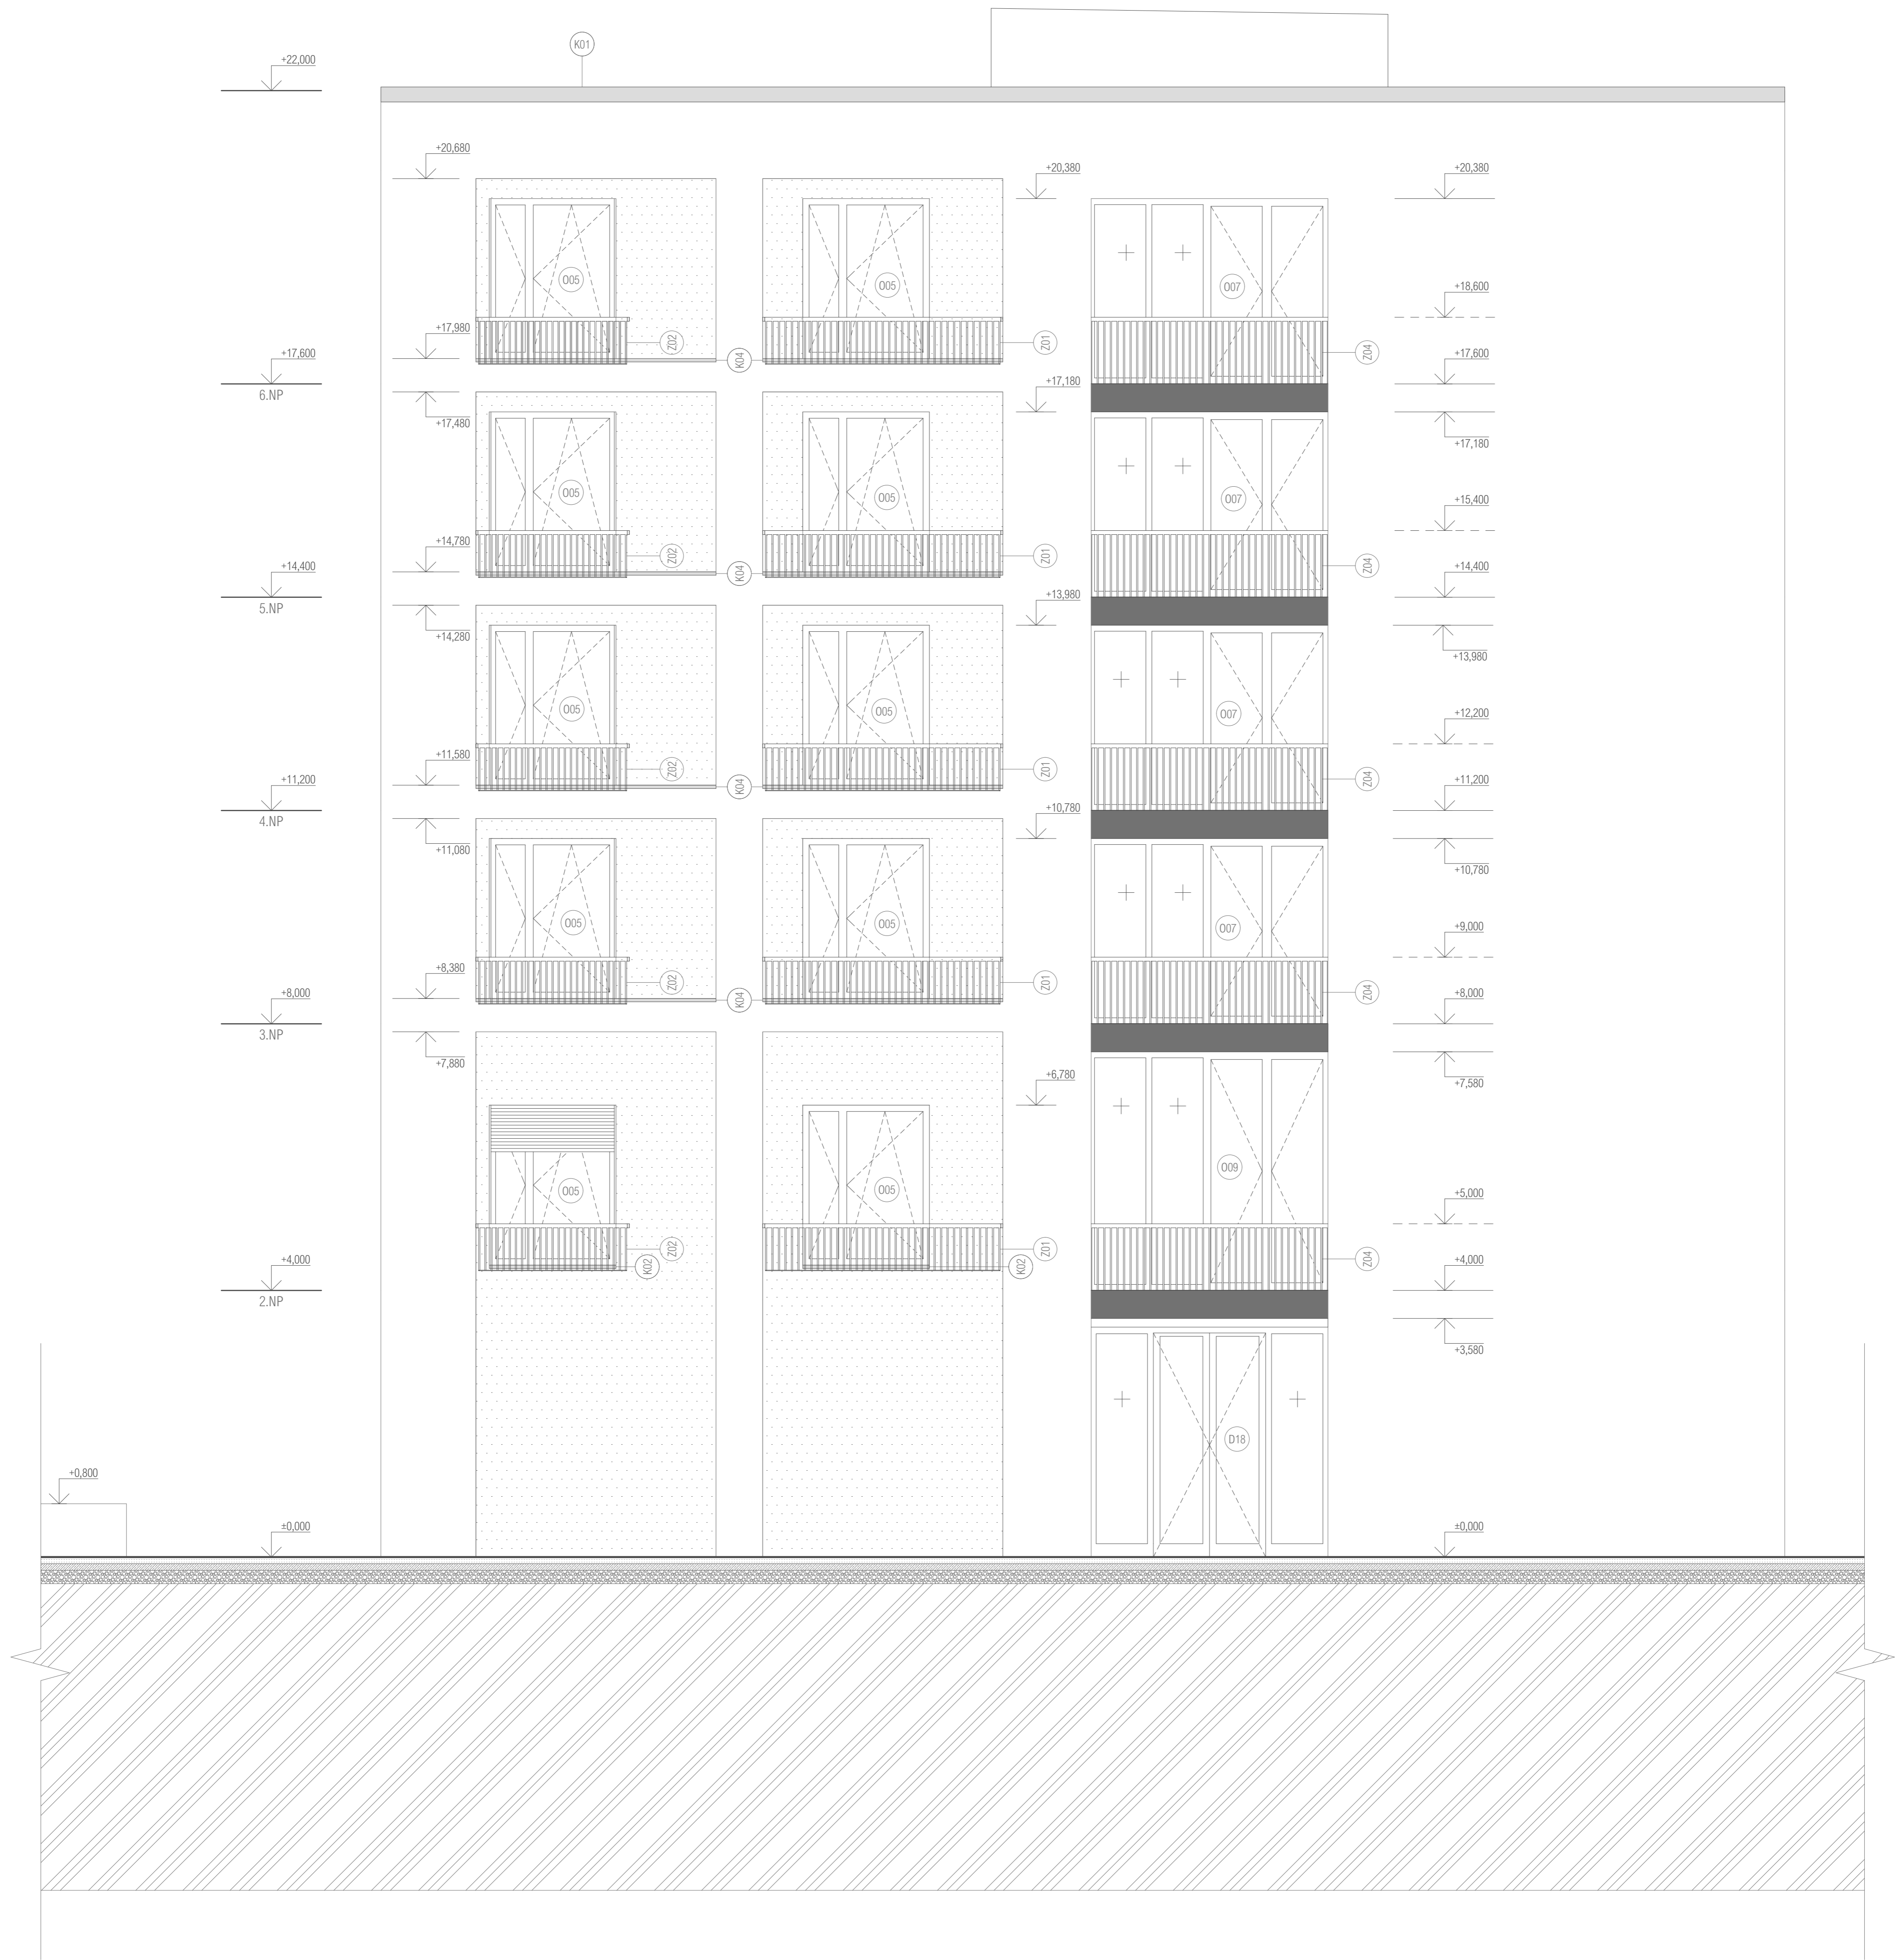 K01
+22,000
+20,680
+20,380
+20,380
O05
O05
O07
+18,600
+17,980
Z02
Z01
Z04
+17,600
K04
+17,600
6.NP
+17,180
+17,480
+17,180
O05
O05
O07
+15,400
+14,780
Z02
Z01
Z04
+14,400
K04
+14,400
5.NP
+13,980
+14,280
+13,980
O05
O05
O07
+12,200
+11,580
Z02
Z01
Z04
+11,200
K04
+11,200
4.NP
+10,780
+11,080
+10,780
O05
O05
O07
+9,000
+8,380
Z02
Z01
Z04
+8,000
K04
+8,000
3.NP
+7,880
+6,780
+7,580
O05
O05
O09
+5,000
Z02
Z01
Z04
K02
K02
+4,000
+4,000
2.NP
+3,580
D18
+0,800
±0,000
±0,000